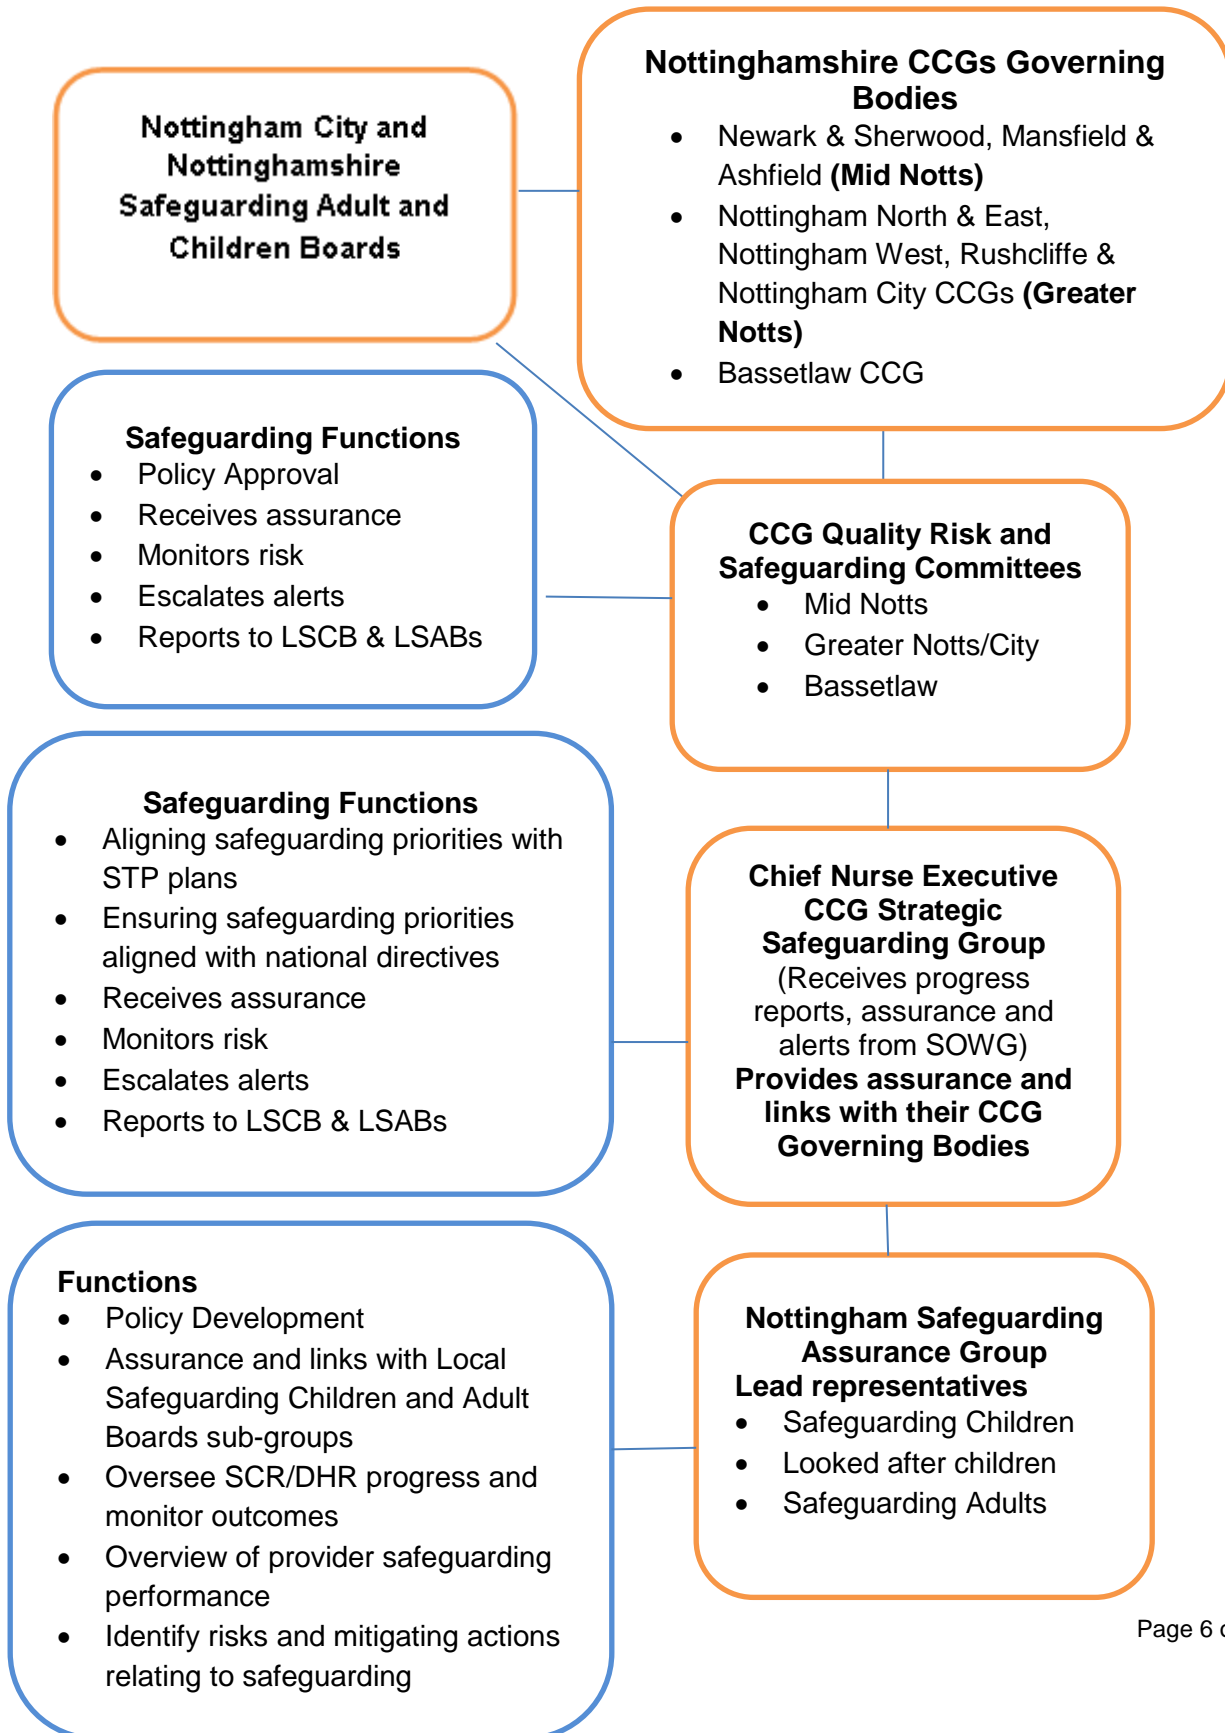 Nottingham City and
Nottinghamshire
Safeguarding Adult and
Children Boards
Nottinghamshire CCGs Governing
Bodies
• Newark & Sherwood, Mansfield &
Ashfield (Mid Notts)
• Nottingham North & East,
Nottingham West, Rushcliffe &
Nottingham City CCGs (Greater
Notts)
• Bassetlaw CCG
Safeguarding Functions
• Policy Approval
• Receives assurance
• Monitors risk
• Escalates alerts
• Reports to LSCB & LSABs
CCG Quality Risk and
Safeguarding Committees
• Mid Notts
• Greater Notts/City
• Bassetlaw
Safeguarding Functions
• Aligning safeguarding priorities with
STP plans
• Ensuring safeguarding priorities
aligned with national directives
• Receives assurance
• Monitors risk
• Escalates alerts
• Reports to LSCB & LSABs
Chief Nurse Executive
CCG Strategic
Safeguarding Group
(Receives progress
reports, assurance and
alerts from SOWG)
Provides assurance and
links with their CCG
Governing Bodies
Functions
• Policy Development
• Assurance and links with Local
Safeguarding Children and Adult
Boards sub-groups
• Oversee SCR/DHR progress and
monitor outcomes
• Overview of provider safeguarding
performance
• Identify risks and mitigating actions
relating to safeguarding
Nottingham Safeguarding
Assurance Group
Lead representatives
• Safeguarding Children
• Looked after children
• Safeguarding Adults
Page 6